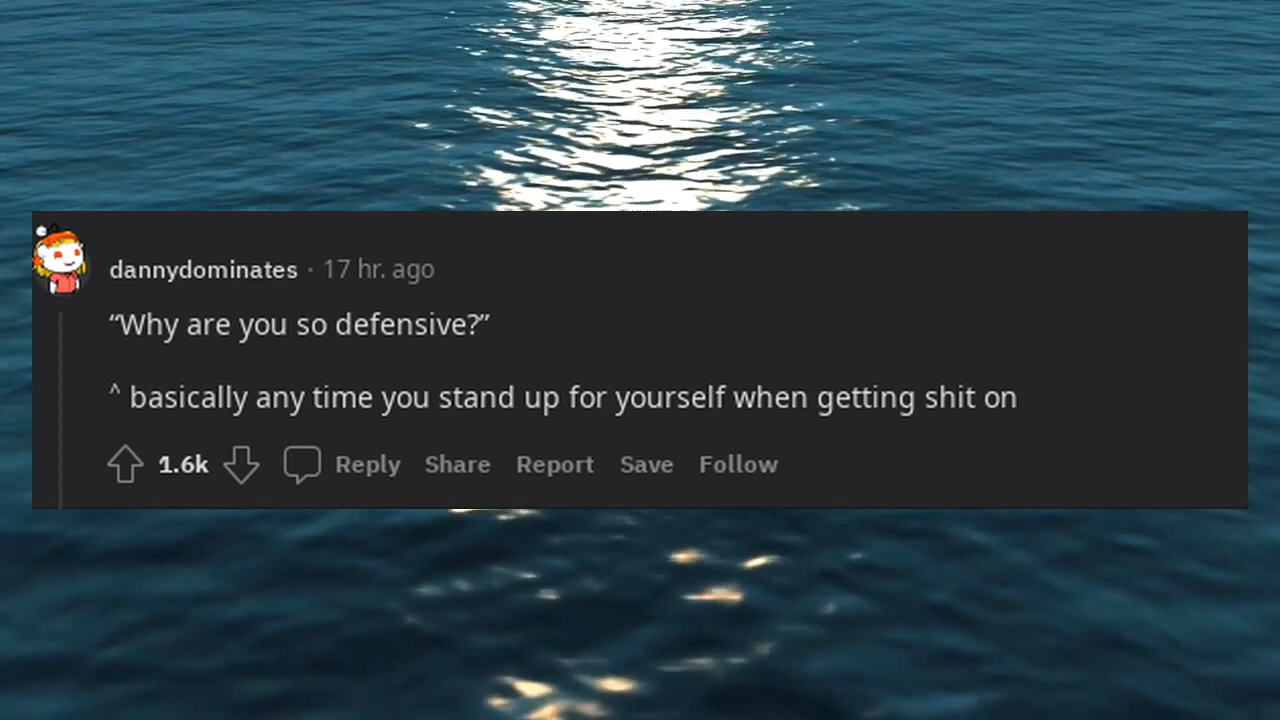 dannydominates · 17 hr. ago
“Why are you so defensive?”
^ basically any time you stand up for yourself when getting shit on
1.6k Reply Share Report Save Follow